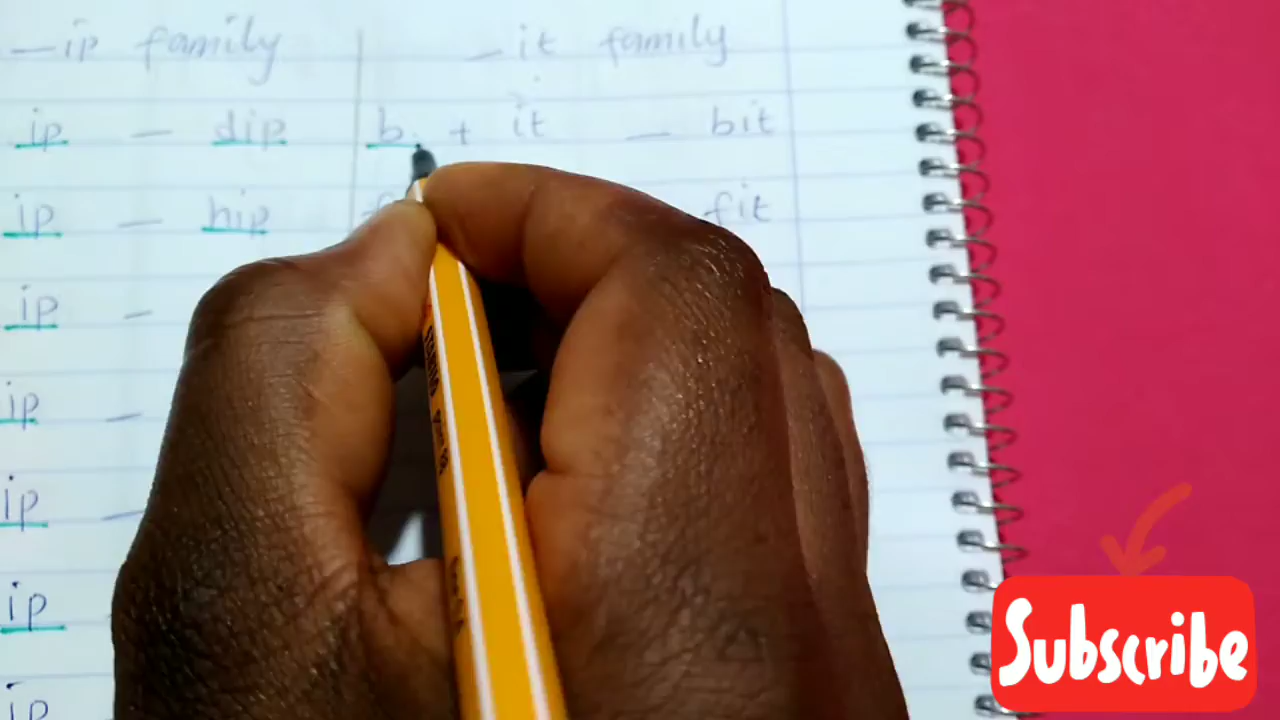 –ip family
–it family
ip – dip
b + it – bit
ip – hip
fit
ip –
ip –
ip –
ip
ip
Subscribe